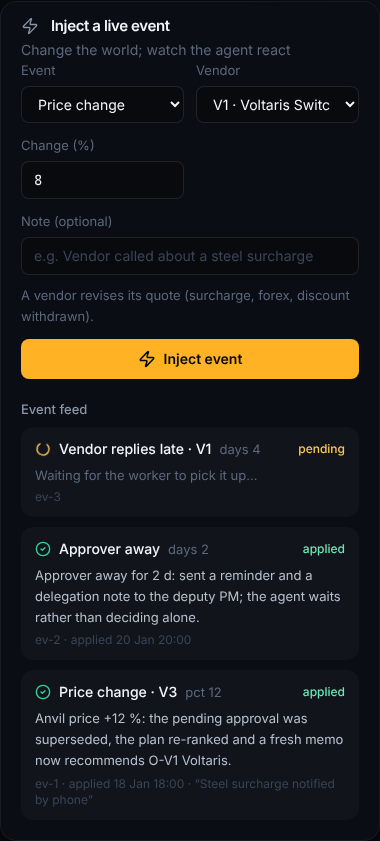 Inject a live event
Change the world; watch the agent react
Event
Vendor
Price change
V1 · Voltaris Switc
Change (%)
8
Note (optional)
e.g. Vendor called about a steel surcharge
A vendor revises its quote (surcharge, forex, discount
withdrawn).
Inject event
Event feed
Vendor replies late · V1 days 4 pending
Waiting for the worker to pick it up...
ev-3
Approver away days 2 applied
Approver away for 2 d: sent a reminder and a
delegation note to the deputy PM; the agent waits
rather than deciding alone.
ev-2 · applied 20 Jan 20:00
Price change · V3 pct 12 applied
Anvil price +12 %: the pending approval was
superseded, the plan re-ranked and a fresh memo
now recommends O-V1 Voltaris.
ev-1 · applied 18 Jan 18:00 · "Steel surcharge notified
by phone"